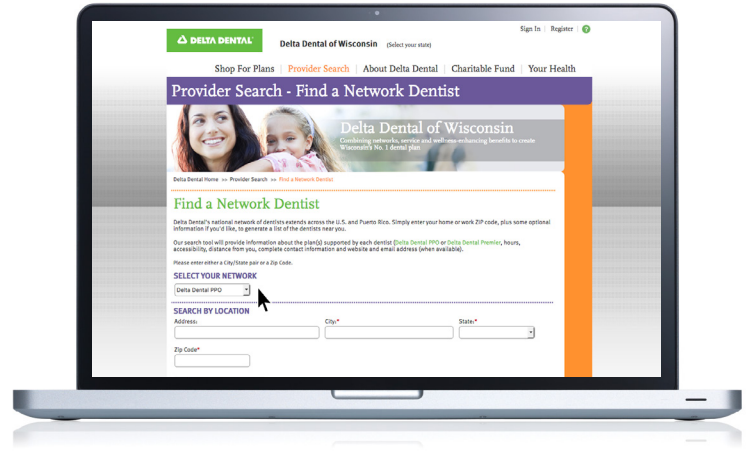 Sign In | Register | ?
DELTA DENTAL
Delta Dental of Wisconsin (Select your state)
Shop For Plans | Provider Search | About Delta Dental | Charitable Fund | Your Health
Provider Search - Find a Network Dentist
Delta Dental of Wisconsin
Combining networks, service and wellness-enhancing benefits to create
Wisconsin's No. 1 dental plan
Delta Dental Home >> Provider Search >> Find a Network Dentist
Find a Network Dentist
Delta Dental's national network of dentists extends across the U.S. and Puerto Rico. Simply enter your home or work ZIP code, plus some optional
information if you'd like, to generate a list of the dentists near you.
Our search tool will provide information about the plan(s) supported by each dentist (Delta Dental PPO or Delta Dental Premier, hours,
accessibility, distance from you, complete contact information and website and email address (when available).
Please enter either a City/State pair or a Zip Code.
SELECT YOUR NETWORK
Delta Dental PPO
SEARCH BY LOCATION
Address: City:* State:*
Zip Code*